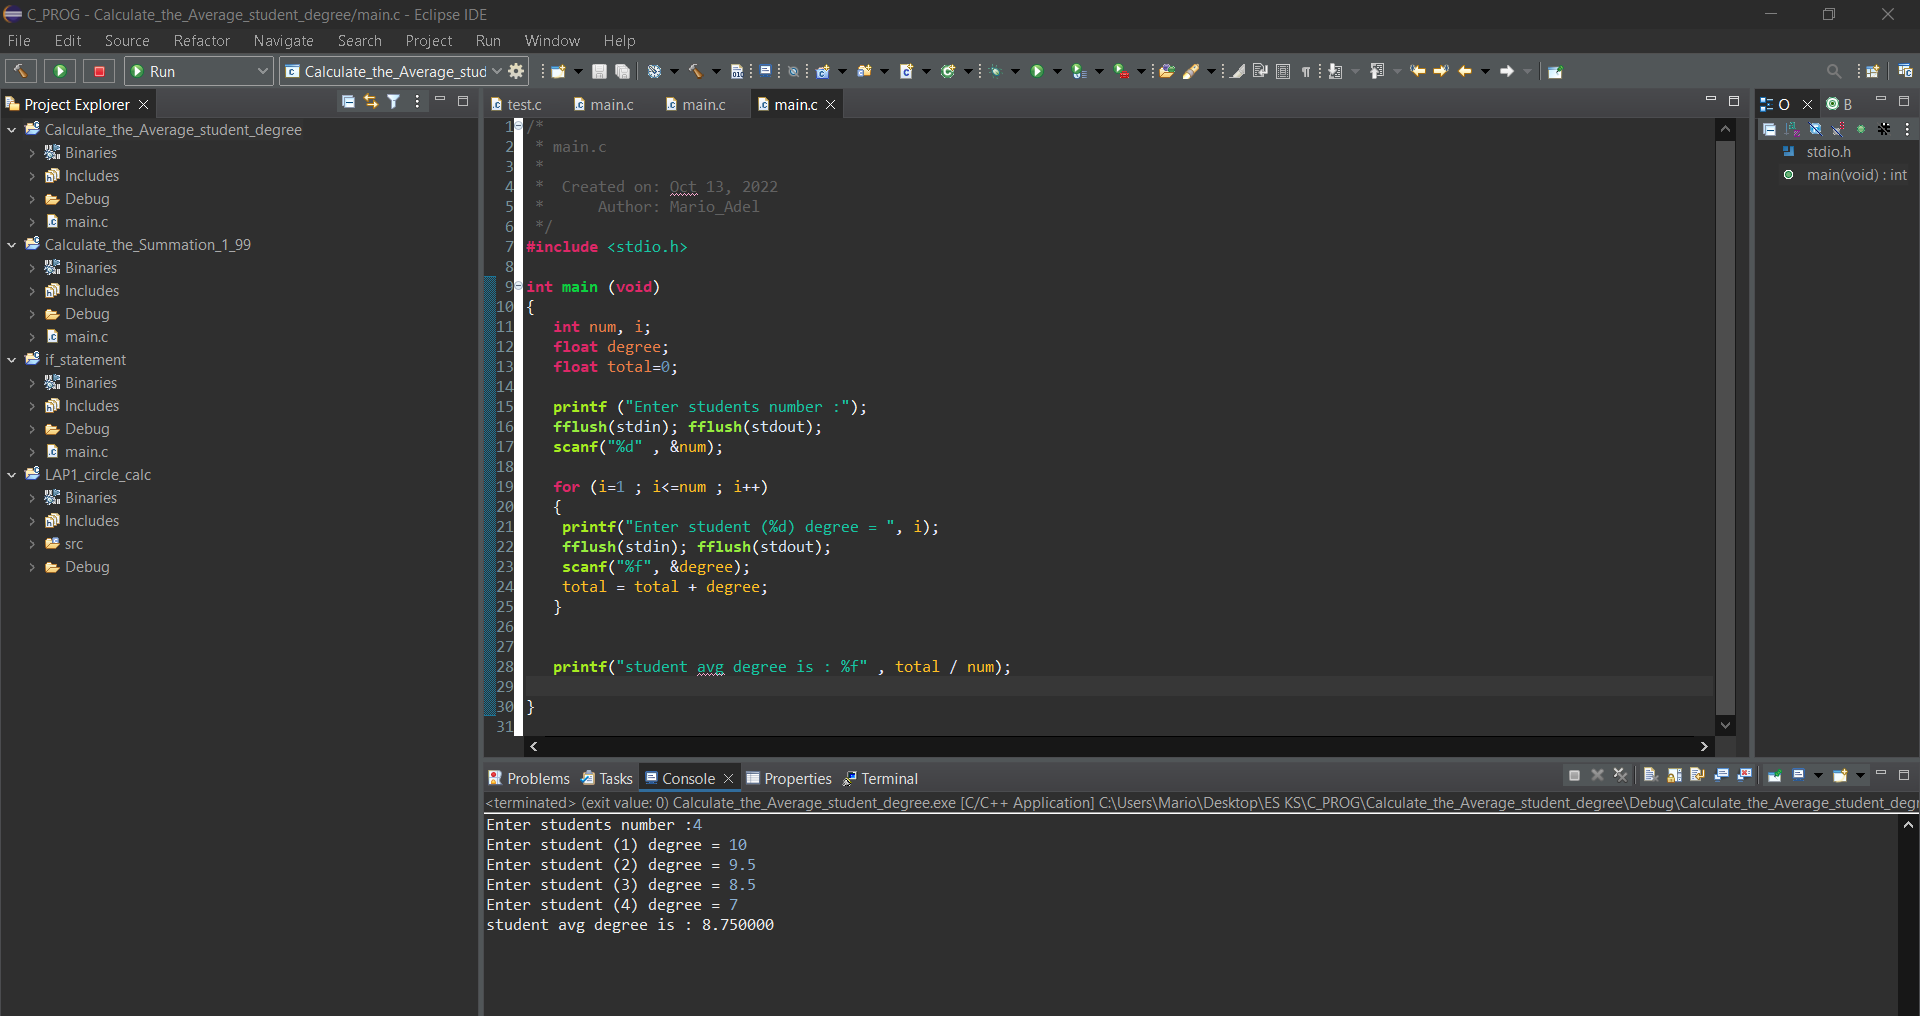 C_PROG - Calculate_the_Average_student_degree/main.c - Eclipse IDE
File Edit Source Refactor Navigate Search Project Run Window Help
Run
Calculate_the_Average_stud
Project Explorer
Calculate_the_Average_student_degree
Binaries
Includes
Debug
main.c
Calculate_the_Summation_1_99
Binaries
Includes
Debug
main.c
if_statement
Binaries
Includes
Debug
main.c
LAP1_circle_calc
Binaries
Includes
src
Debug
test.c main.c main.c main.c
1 /*
2 * main.c
3 *
4 * Created on: Oct 13, 2022
5 * Author: Mario_Adel
6 */
7 #include <stdio.h>
8
9 int main (void)
10 {
11 int num, i;
12 float degree;
13 float total=0;
14
15 printf ("Enter students number :");
16 fflush(stdin); fflush(stdout);
17 scanf("%d" , &num);
18
19 for (i=1 ; i<=num ; i++)
20 {
21 printf("Enter student (%d) degree = ", i);
22 fflush(stdin); fflush(stdout);
23 scanf("%f", &degree);
24 total = total + degree;
25 }
26
27
28 printf("student avg degree is : %f" , total / num);
29
30 }
31
O B
stdio.h
main(void) : int
Problems Tasks Console Properties Terminal
<terminated> (exit value: 0) Calculate_the_Average_student_degree.exe [C/C++ Application] C:\Users\Mario\Desktop\ES KS\C_PROG\Calculate_the_Average_student_degree\Debug\Calculate_the_Average_student_degr
Enter students number :4
Enter student (1) degree = 10
Enter student (2) degree = 9.5
Enter student (3) degree = 8.5
Enter student (4) degree = 7
student avg degree is : 8.750000